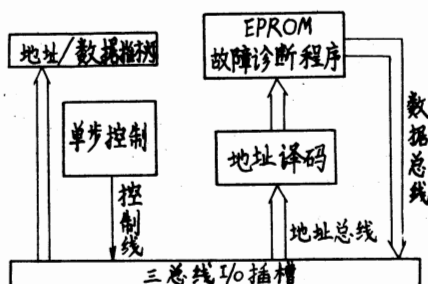 EPROM
故障诊断程序
地址/数据指示
单步控制
地址译码
数据总线
控制线
地址总线
三总线I/O插槽